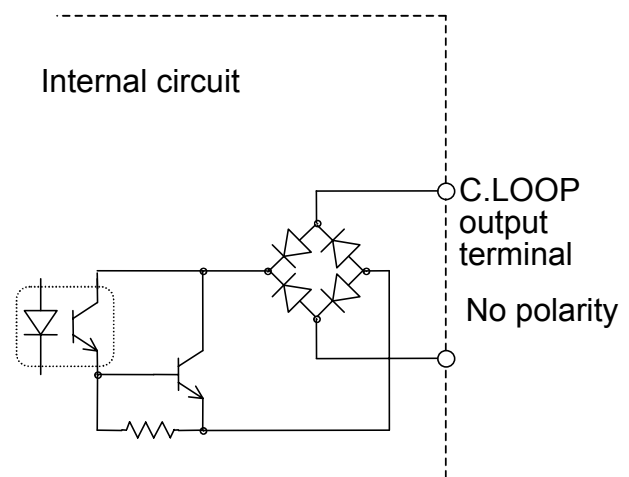 Internal circuit
C.LOOP
output
terminal
No polarity